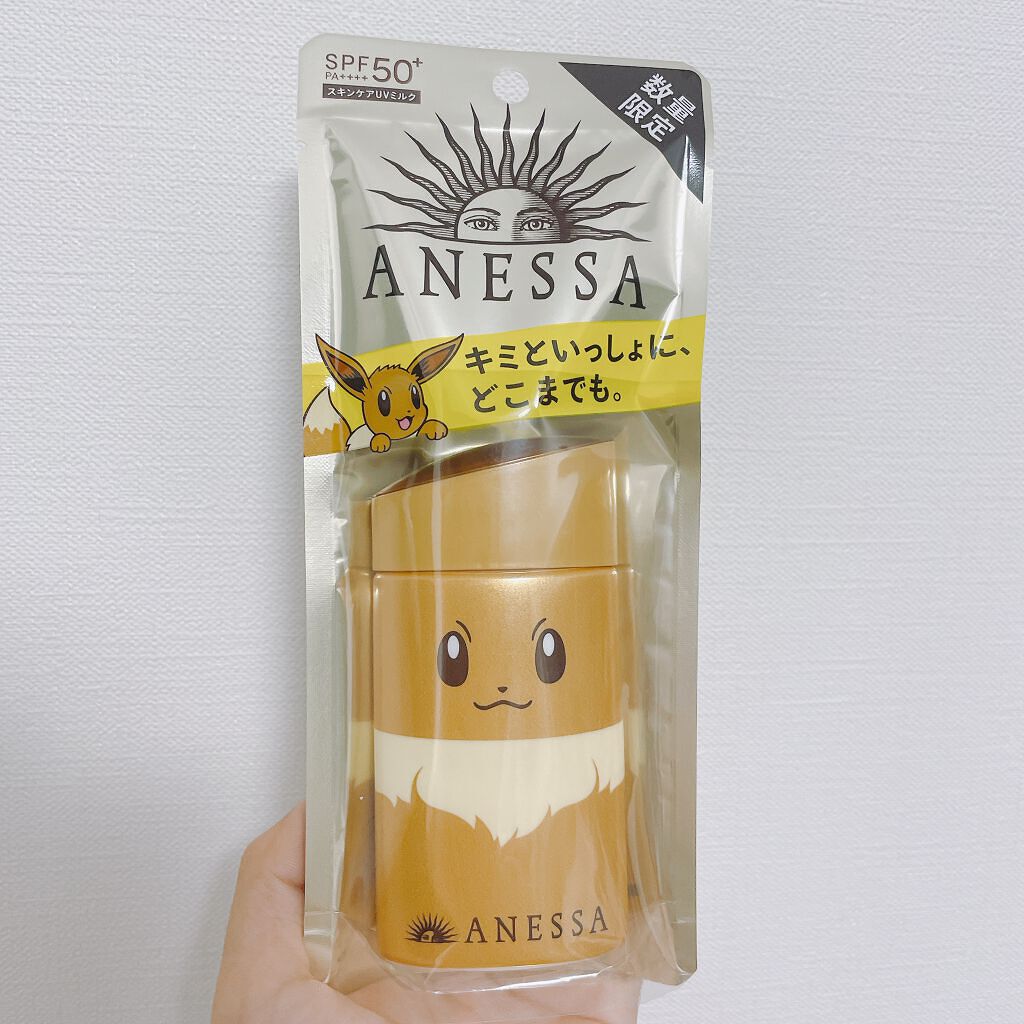 SPF50+
PA++++
スキンケアUVミルク
数量
限定
ANESSA
キミといっしょに、
どこまでも。
ANESSA